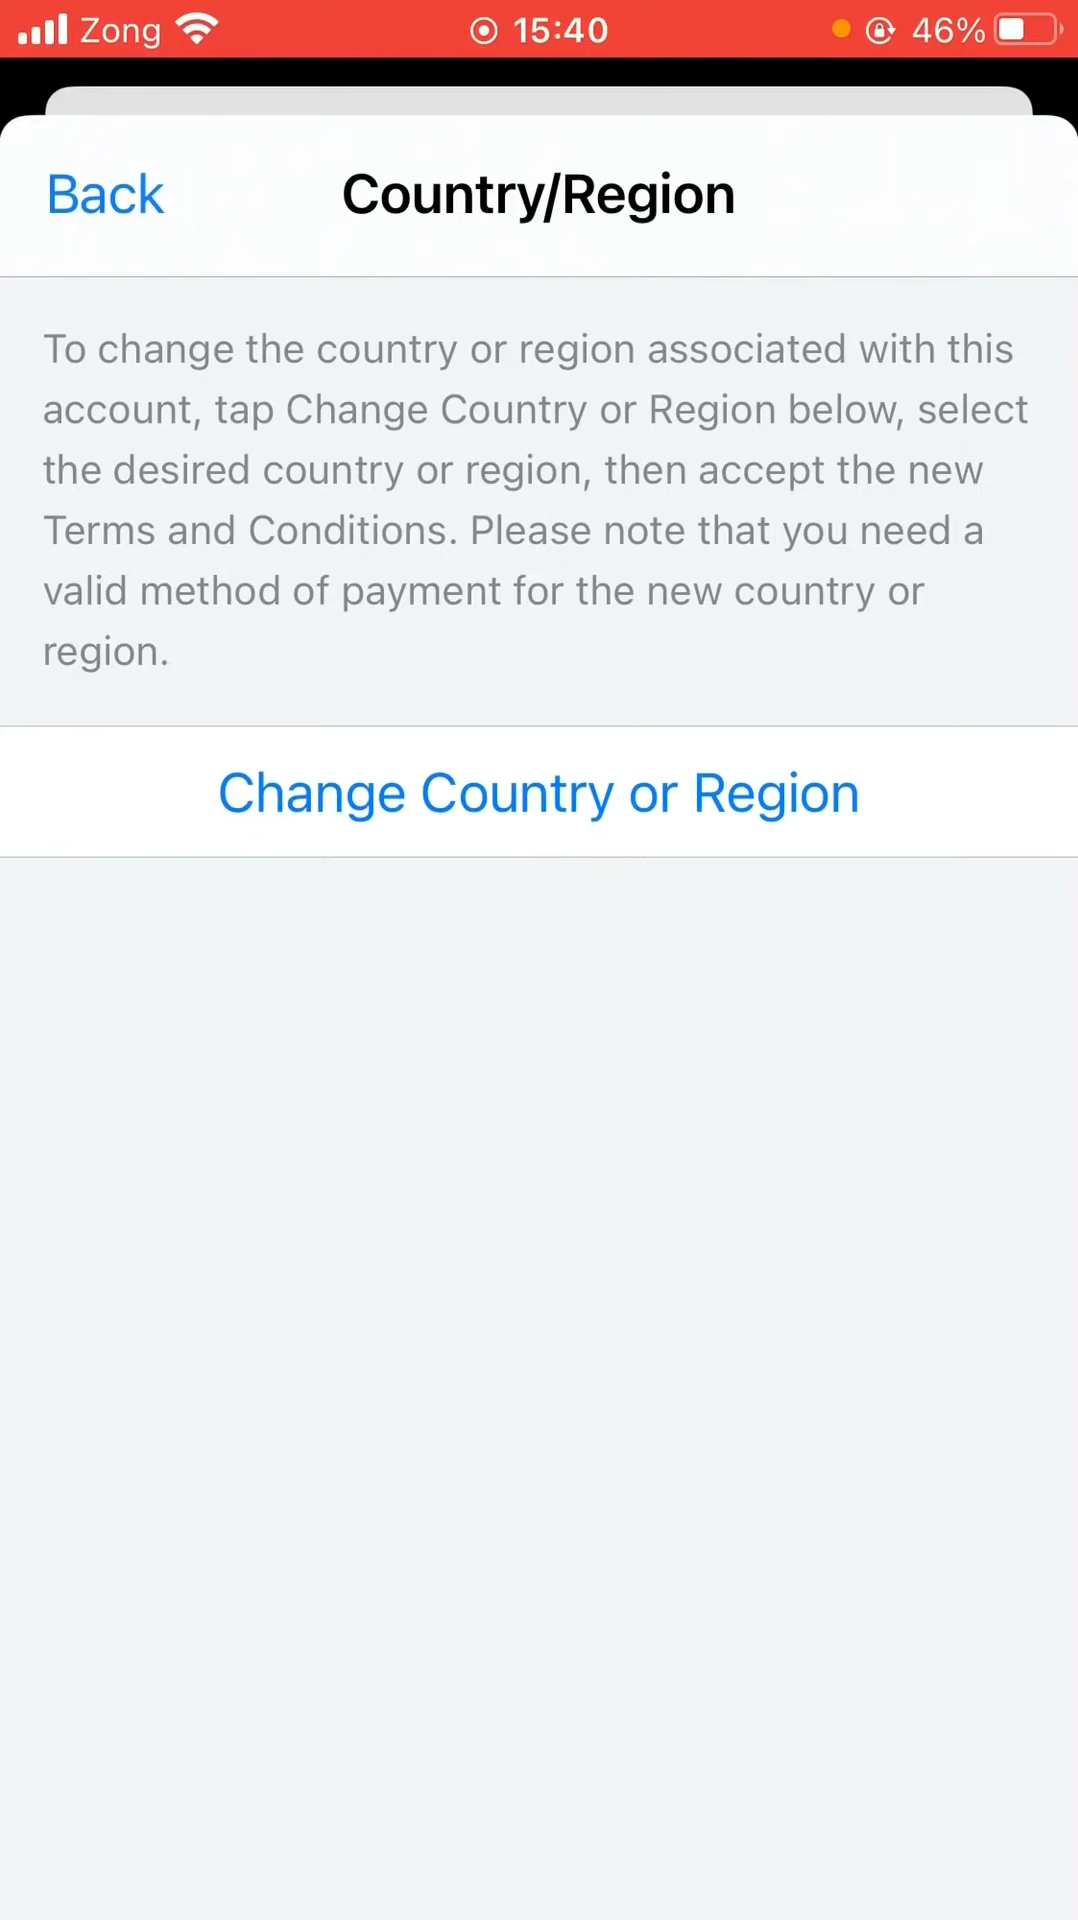 Zong 15:40 46%
Back Country/Region
To change the country or region associated with this
account, tap Change Country or Region below, select
the desired country or region, then accept the new
Terms and Conditions. Please note that you need a
valid method of payment for the new country or
region.
Change Country or Region